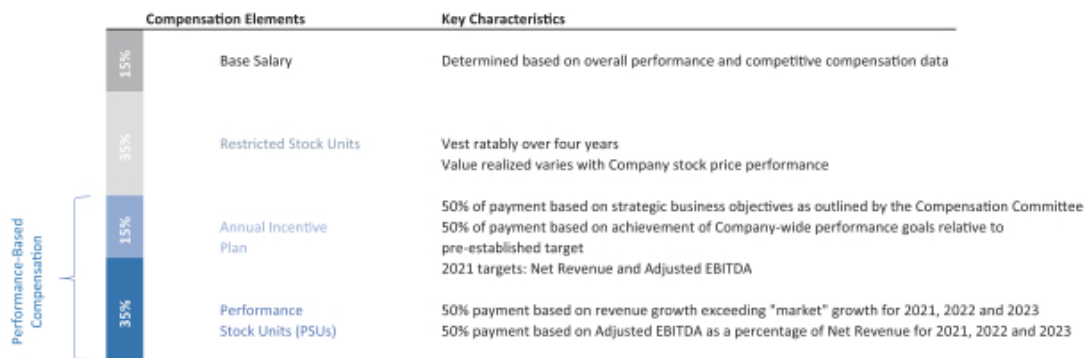 Compensation Elements Key Characteristics
15% Base Salary Determined based on overall performance and competitive compensation data
35% Restricted Stock Units Vest ratably over four years
Value realized varies with Company stock price performance
Performance-Based
Compensation
50% of payment based on strategic business objectives as outlined by the Compensation Committee
15% Annual Incentive 50% of payment based on achievement of Company-wide performance goals relative to
Plan pre-established target
2021 targets: Net Revenue and Adjusted EBITDA
35% Performance 50% payment based on revenue growth exceeding "market" growth for 2021, 2022 and 2023
Stock Units (PSUs) 50% payment based on Adjusted EBITDA as a percentage of Net Revenue for 2021, 2022 and 2023